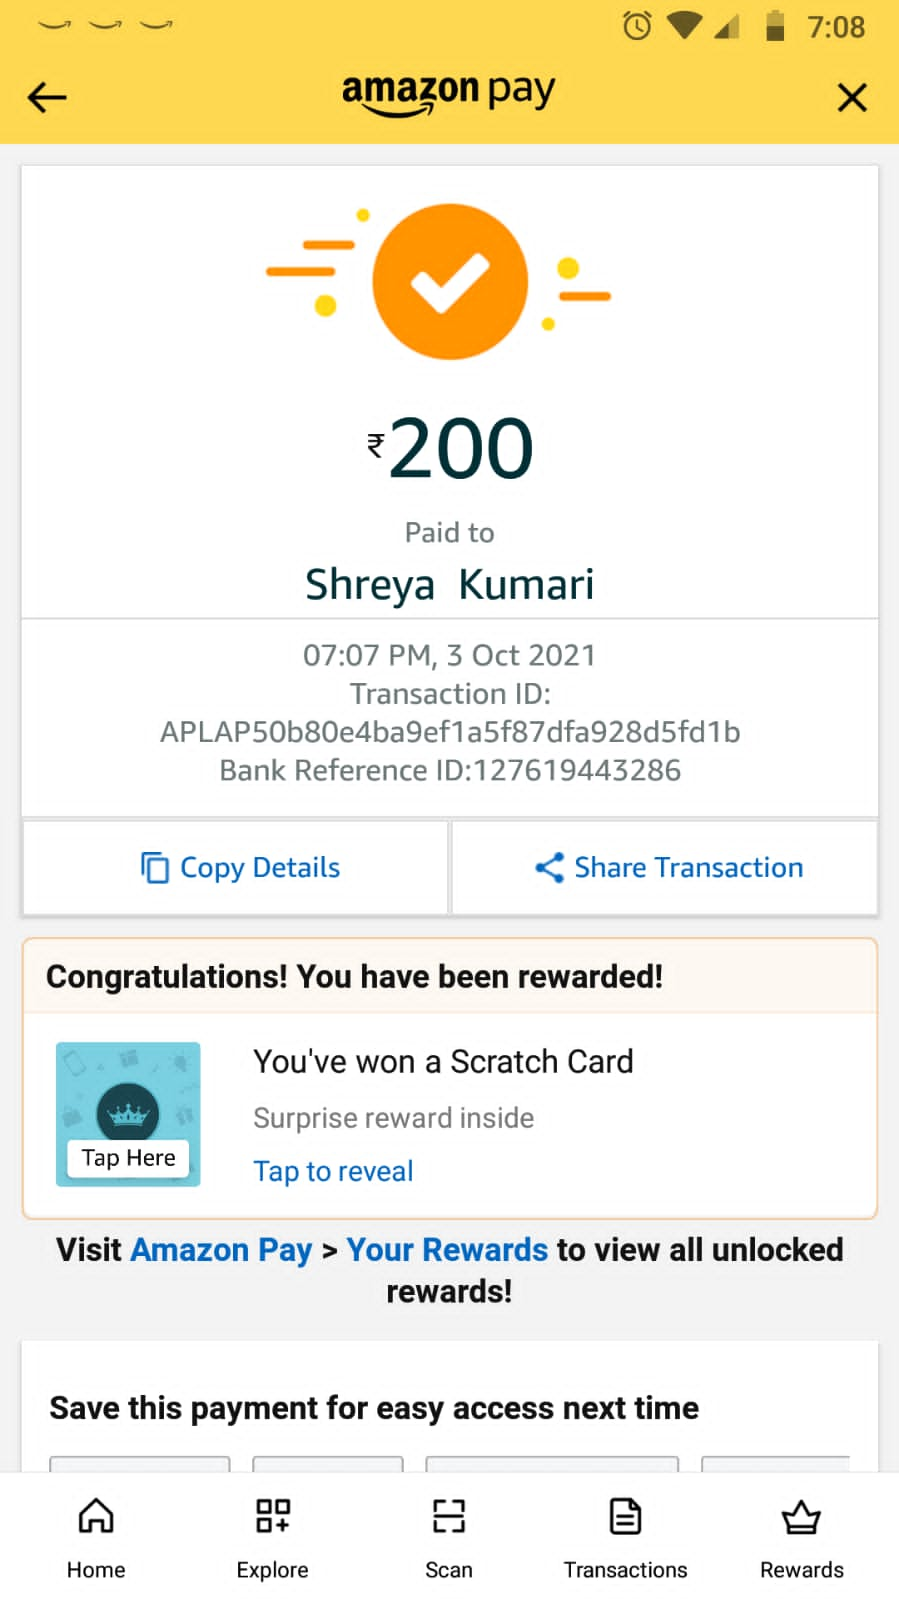 7:08
amazon pay
₹200
Paid to
Shreya Kumari
07:07 PM, 3 Oct 2021
Transaction ID:
APLAP50b80e4ba9ef1a5f87dfa928d5fd1b
Bank Reference ID:127619443286
Copy Details
Share Transaction
Congratulations! You have been rewarded!
You've won a Scratch Card
Surprise reward inside
Tap Here
Tap to reveal
Visit Amazon Pay > Your Rewards to view all unlocked
rewards!
Save this payment for easy access next time
Home
Explore
Scan
Transactions
Rewards